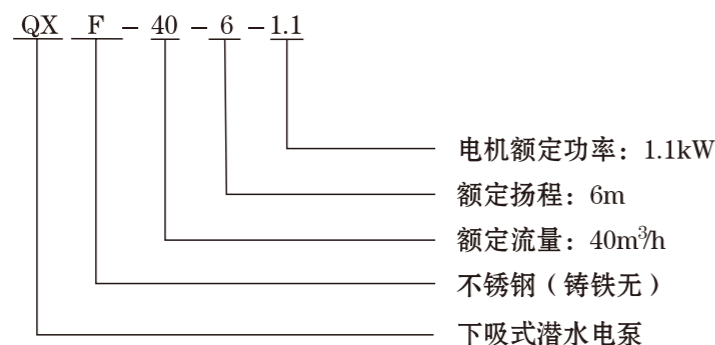 QX F - 40 - 6 - 1.1
电机额定功率：1.1kW
额定扬程：6m
额定流量：40m³/h
不锈钢（铸铁无）
下吸式潜水电泵